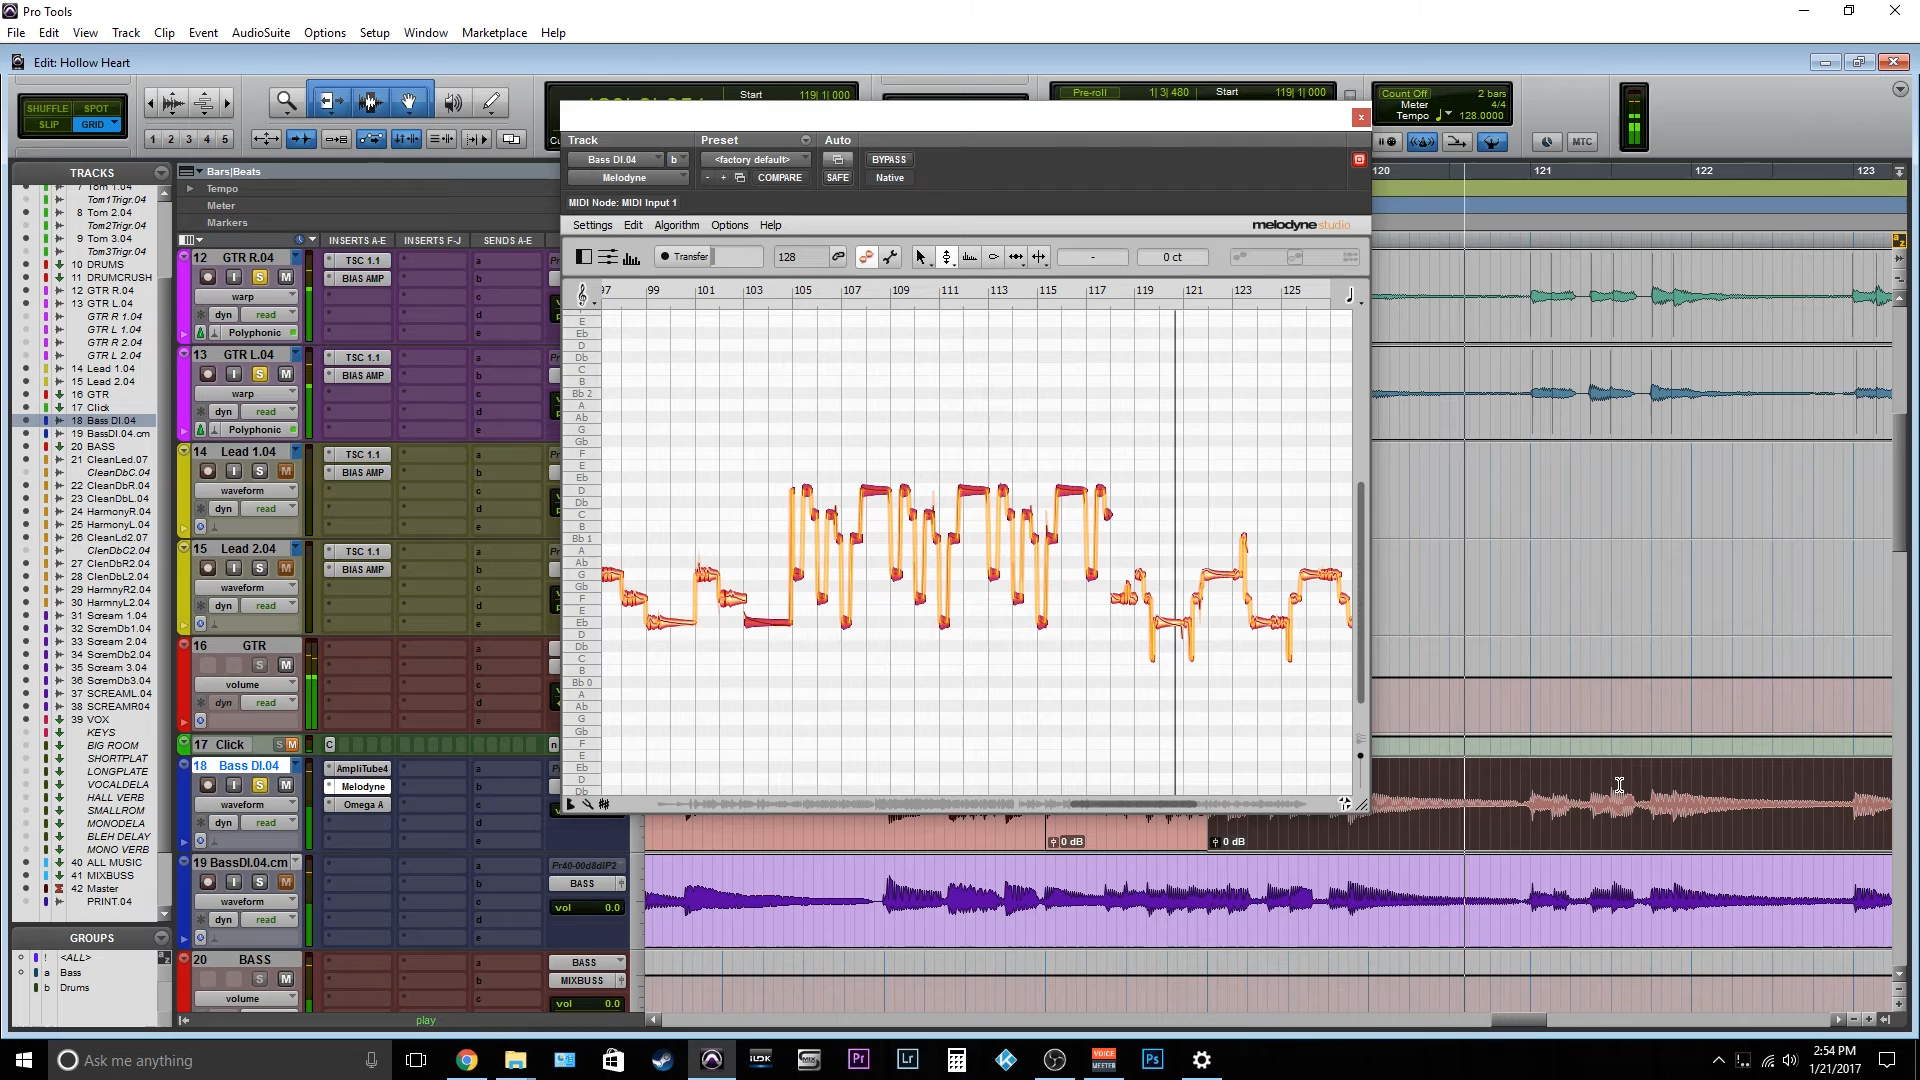 Pro Tools
File Edit View Track Clip Event AudioSuite Options Setup Window Marketplace Help
Edit: Hollow Heart
SHUFFLE SPOT
SLIP GRID
1 2 3 4 5
Start 119| 1| 000
Pre-roll 1| 3| 480 Start 119| 1| 000
Count Off 2 bars
Meter 4/4
Tempo 128.0000
MTC
Track Preset Auto
Bass DI.04 b <factory default> BYPASS
Melodyne - + COMPARE SAFE Native
MIDI Node: MIDI Input 1
Settings Edit Algorithm Options Help
melodyne studio
Transfer 128 - 0 ct
97 99 101 103 105 107 109 111 113 115 117 119 121 123 125
E
Eb
D
Db
C
B
Bb 2
A
Ab
G
Gb
F
E
Eb
D
Db
C
B
Bb 1
A
Ab
G
Gb
F
E
Eb
D
Db
C
B
Bb 0
A
Ab
G
Gb
F
E
Eb
D
Db
TRACKS
7 Tom 1.04
Tom1Trigr.04
8 Tom 2.04
Tom2Trigr.04
9 Tom 3.04
Tom3Trigr.04
10 DRUMS
11 DRUMCRUSH
12 GTR R.04
13 GTR L.04
GTR R 1.04
GTR L 1.04
GTR R 2.04
GTR L 2.04
14 Lead 1.04
15 Lead 2.04
16 GTR
17 Click
18 Bass DI.04
19 BassDI.04.cm
20 BASS
21 CleanLed.07
CleanDbC.04
22 CleanDbR.04
23 CleanDbL.04
24 HarmonyR.04
25 HarmonyL.04
26 CleanLd2.07
ClenDbC2.04
27 ClenDbR2.04
28 ClenDbL2.04
29 HarmnyR2.04
30 HarmnyL2.04
31 Scream 1.04
32 ScremDb1.04
33 Scream 2.04
34 ScremDb2.04
35 Scream 3.04
36 ScremDb3.04
37 SCREAML.04
38 SCREAMR04
39 VOX
KEYS
BIG ROOM
SHORTPLAT
LONGPLATE
VOCALDELA
HALL VERB
SMALLROM
MONODELA
BLEH DELAY
MONO VERB
40 ALL MUSIC
41 MIXBUSS
42 Master
PRINT.04
GROUPS
! <ALL>
a Bass
b Drums
Bars|Beats
Tempo
Meter
Markers
INSERTS A-E INSERTS F-J SENDS A-E
120 121 122 123
12 GTR R.04
I S M
warp
dyn read
Polyphonic
TSC 1.1
BIAS AMP
a
b
c
d
e
13 GTR L.04
I S M
warp
dyn read
Polyphonic
TSC 1.1
BIAS AMP
a
b
c
d
e
14 Lead 1.04
I S M
waveform
dyn read
TSC 1.1
BIAS AMP
a
b
c
d
e
15 Lead 2.04
I S M
waveform
dyn read
TSC 1.1
BIAS AMP
a
b
c
d
e
16 GTR
S M
volume
dyn read
a
b
c
d
e
17 Click S M C
18 Bass DI.04
I S M
waveform
dyn read
AmpliTube4
Melodyne
Omega A
a
b
c
d
e
0 dB 0 dB
19 BassDI.04.cm
I S M
waveform
dyn read
a
b
c
d
e
BASS
vol 0.0
20 BASS
S M
volume
a
b
c
BASS
MIXBUSS
vol 0.0
play
Ask me anything
2:54 PM
1/21/2017